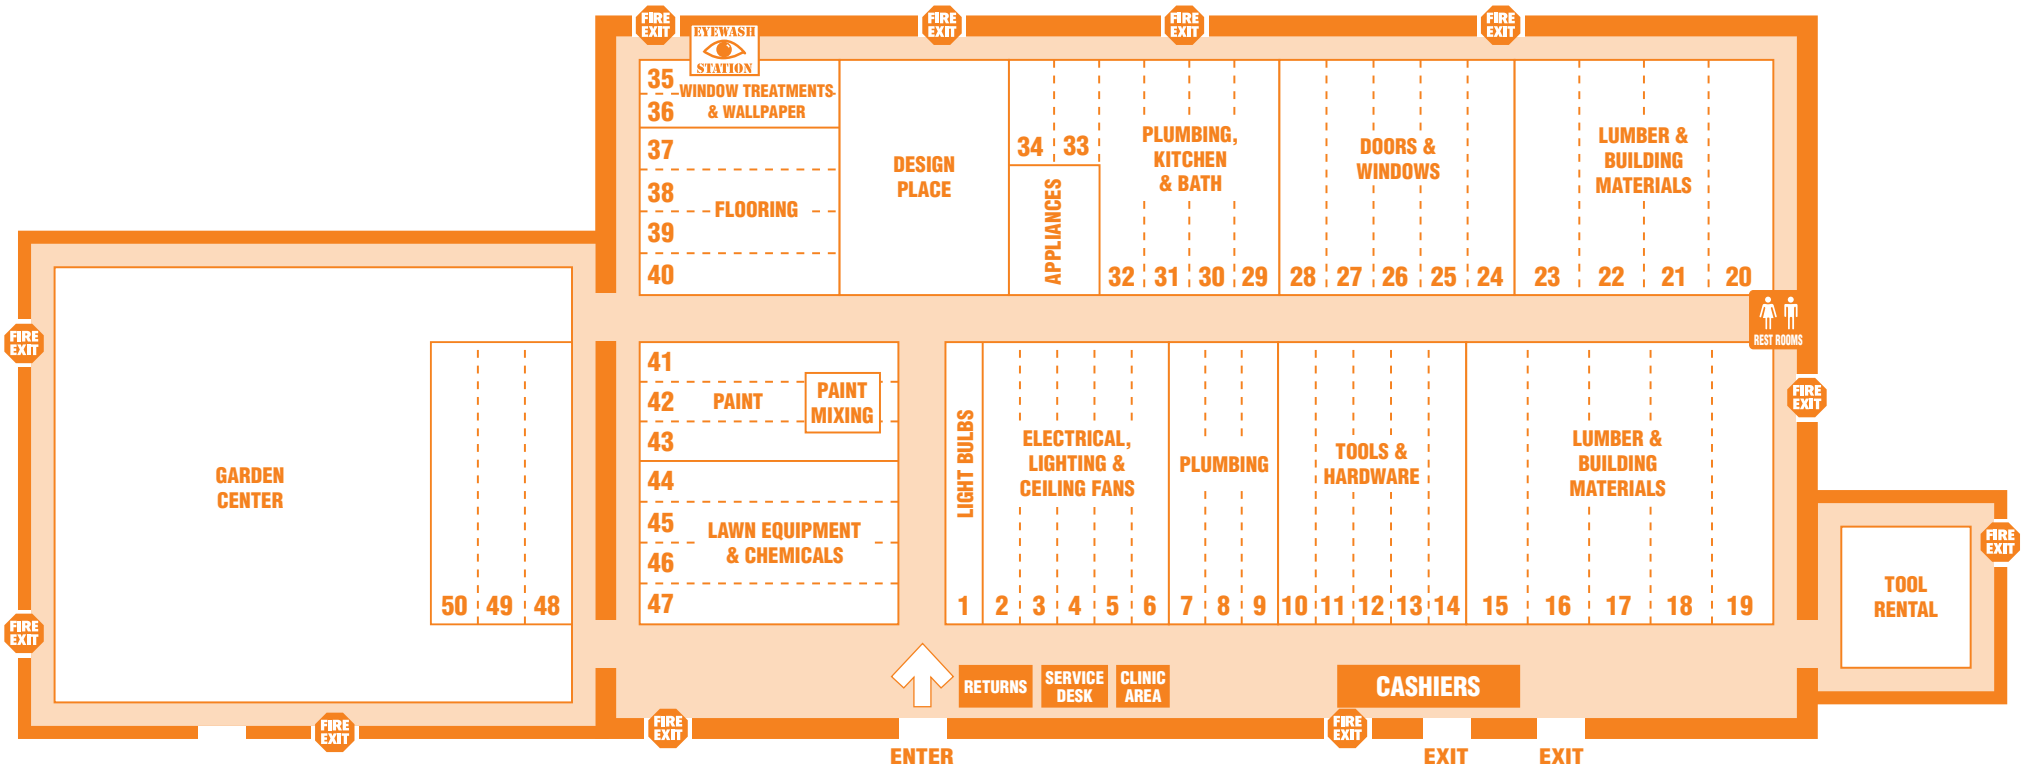 FIRE
EXIT
FIRE
EXIT
FIRE
EXIT
FIRE
EXIT
EYEWASH
STATION
35
WINDOW TREATMENTS
36
& WALLPAPER
37
38
FLOORING
39
40
DESIGN
PLACE
34 33
APPLIANCES
PLUMBING,
KITCHEN
& BATH
32 31 30 29
DOORS &
WINDOWS
28 27 26 25 24
LUMBER &
BUILDING
MATERIALS
23 22 21 20
REST ROOMS
FIRE
EXIT
FIRE
EXIT
GARDEN
CENTER
50 49 48
FIRE
EXIT
FIRE
EXIT
41
42
PAINT
PAINT
MIXING
43
44
45
LAWN EQUIPMENT
& CHEMICALS
46
47
LIGHT BULBS
1
ELECTRICAL,
LIGHTING &
CEILING FANS
2 3 4 5 6
PLUMBING
7 8 9
TOOLS &
HARDWARE
10 11 12 13 14
LUMBER &
BUILDING
MATERIALS
15 16 17 18 19
FIRE
EXIT
TOOL
RENTAL
RETURNS
SERVICE
DESK
CLINIC
AREA
CASHIERS
FIRE
EXIT
FIRE
EXIT
ENTER
EXIT
EXIT